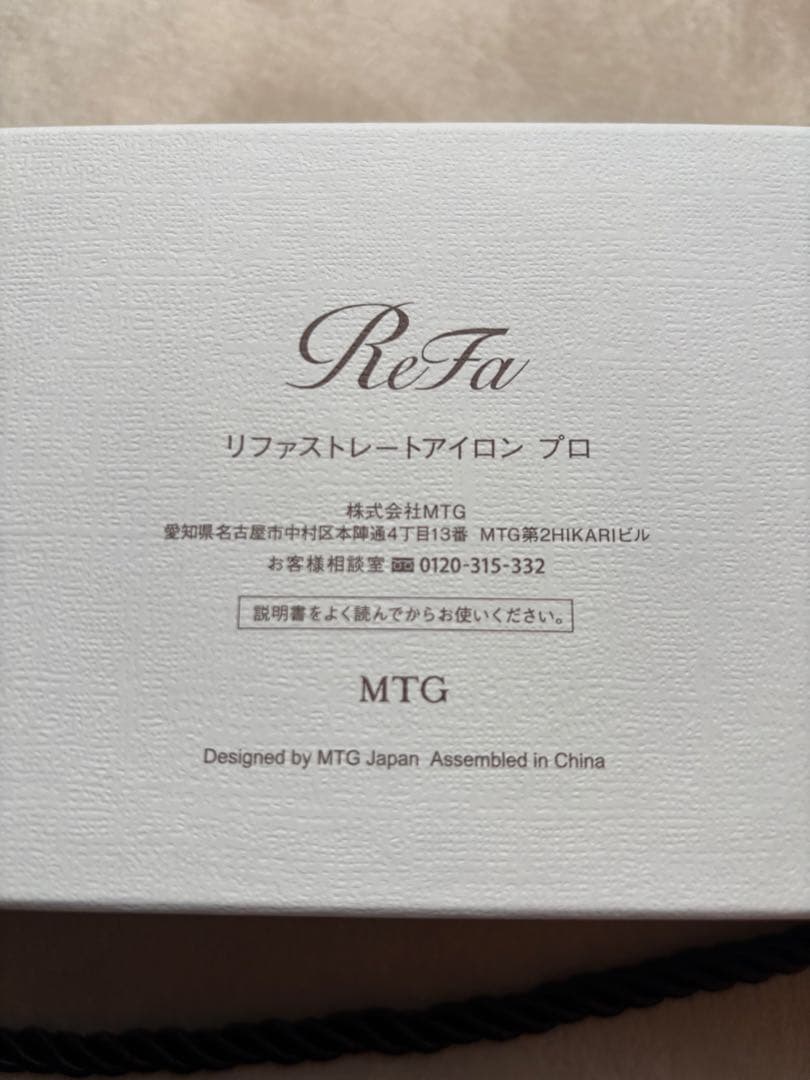 ReFa
リファストレートアイロン プロ
株式会社MTG
愛知県名古屋市中村区本陣通4丁目13番 MTG第2HIKARIビル
お客様相談室 0120-315-332
説明書をよく読んでからお使いください。
MTG
Designed by MTG Japan Assembled in China